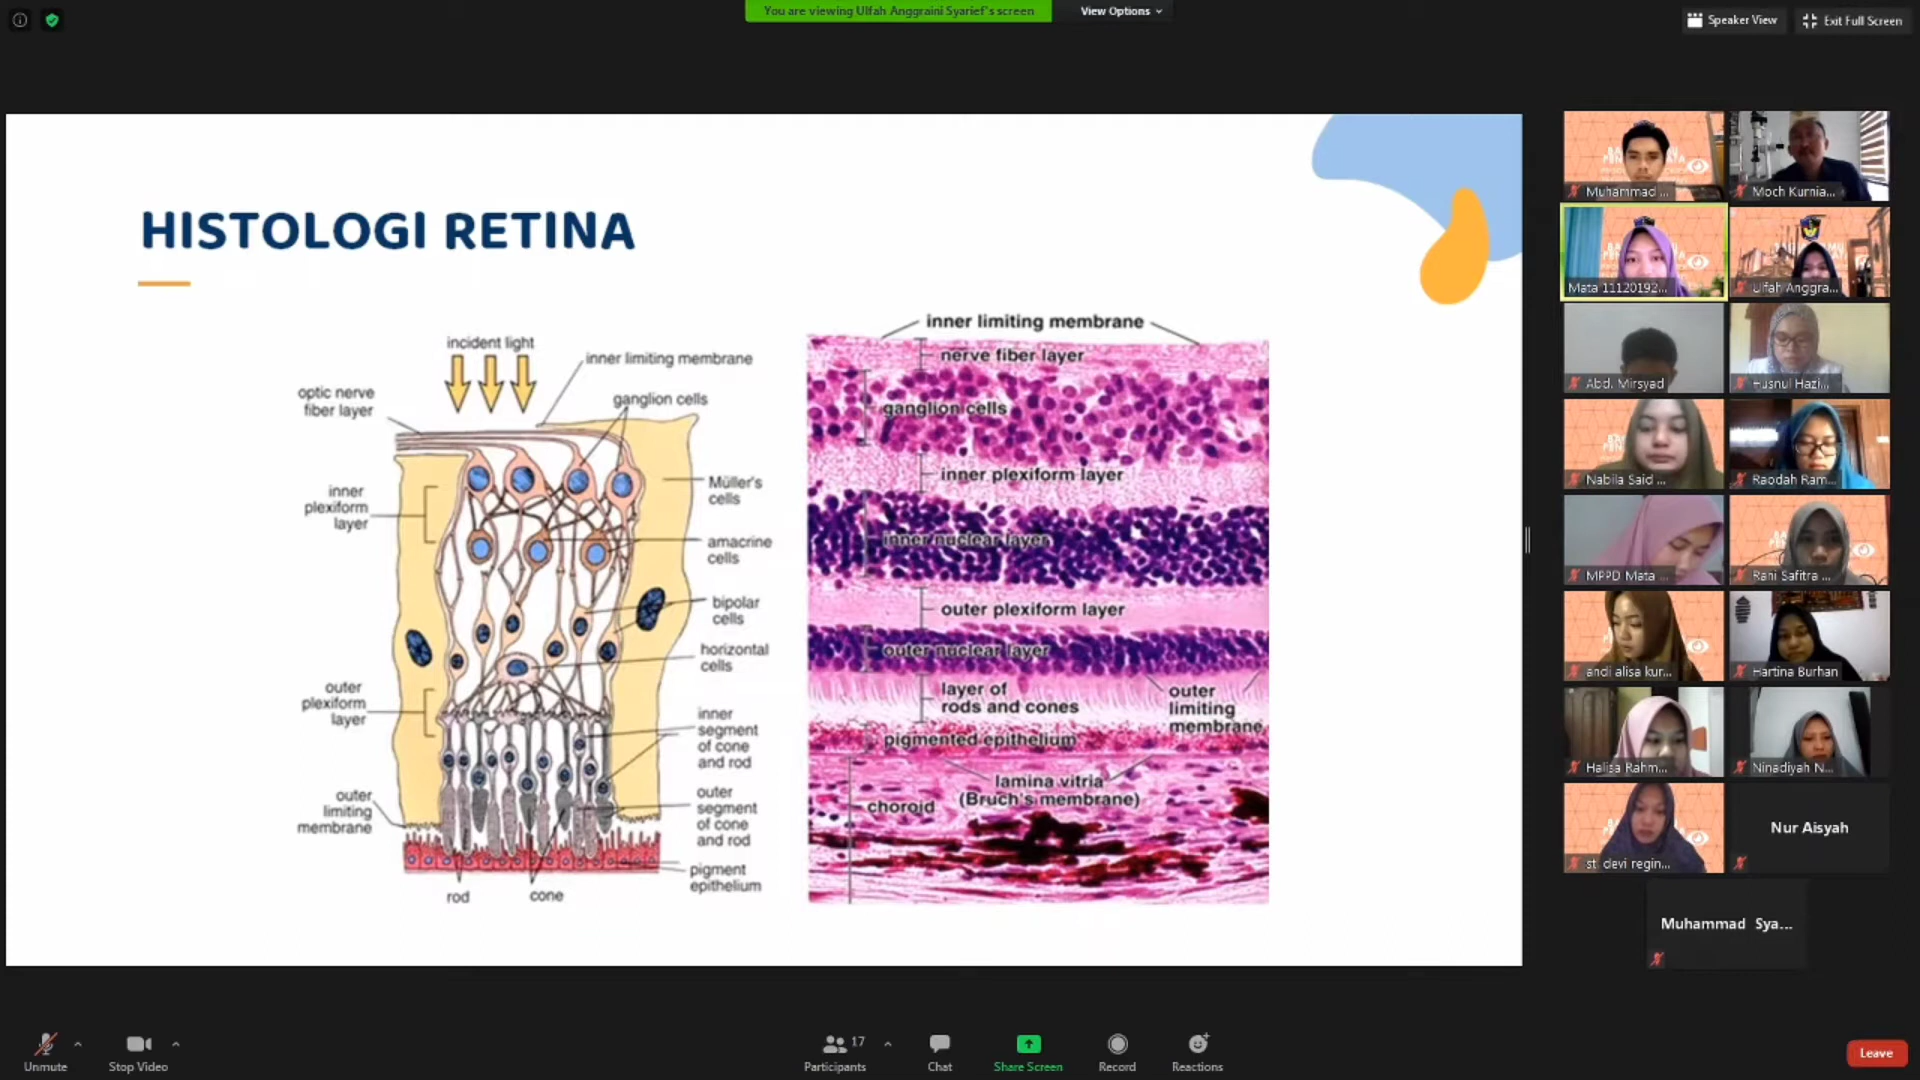 You are viewing Ulfah Anggraini Syarief's screen
View Options
Speaker View
Exit Full Screen
HISTOLOGI RETINA
incident light
inner limiting membrane
optic nerve
fiber layer
ganglion cells
inner
plexiform
layer
Müller's
cells
amacrine
cells
bipolar
cells
horizontal
cells
outer
plexiform
layer
inner
segment
of cone
and rod
outer
segment
of cone
and rod
outer
limiting
membrane
pigment
epithelium
rod
cone
inner limiting membrane
nerve fiber layer
ganglion cells
inner plexiform layer
inner nuclear layer
outer plexiform layer
outer nuclear layer
layer of
rods and cones
outer
limiting
membrane
pigmented epithelium
lamina vitria
(Bruch's membrane)
choroid
Muhammad ...
Moch Kurnia...
Mata 11120192...
Ulfah Anggra...
Abd. Mirsyad
Husnul Hazi...
Nabila Said ...
Raodah Ram...
MPPD Mata ...
Rani Safitra ...
andi alisa kur...
Hartina Burhan
Halisa Rahm...
Ninadiyah N...
st. devi regin...
Nur Aisyah
Muhammad Sya...
Unmute
Stop Video
Participants
17
Chat
Share Screen
Record
Reactions
Leave